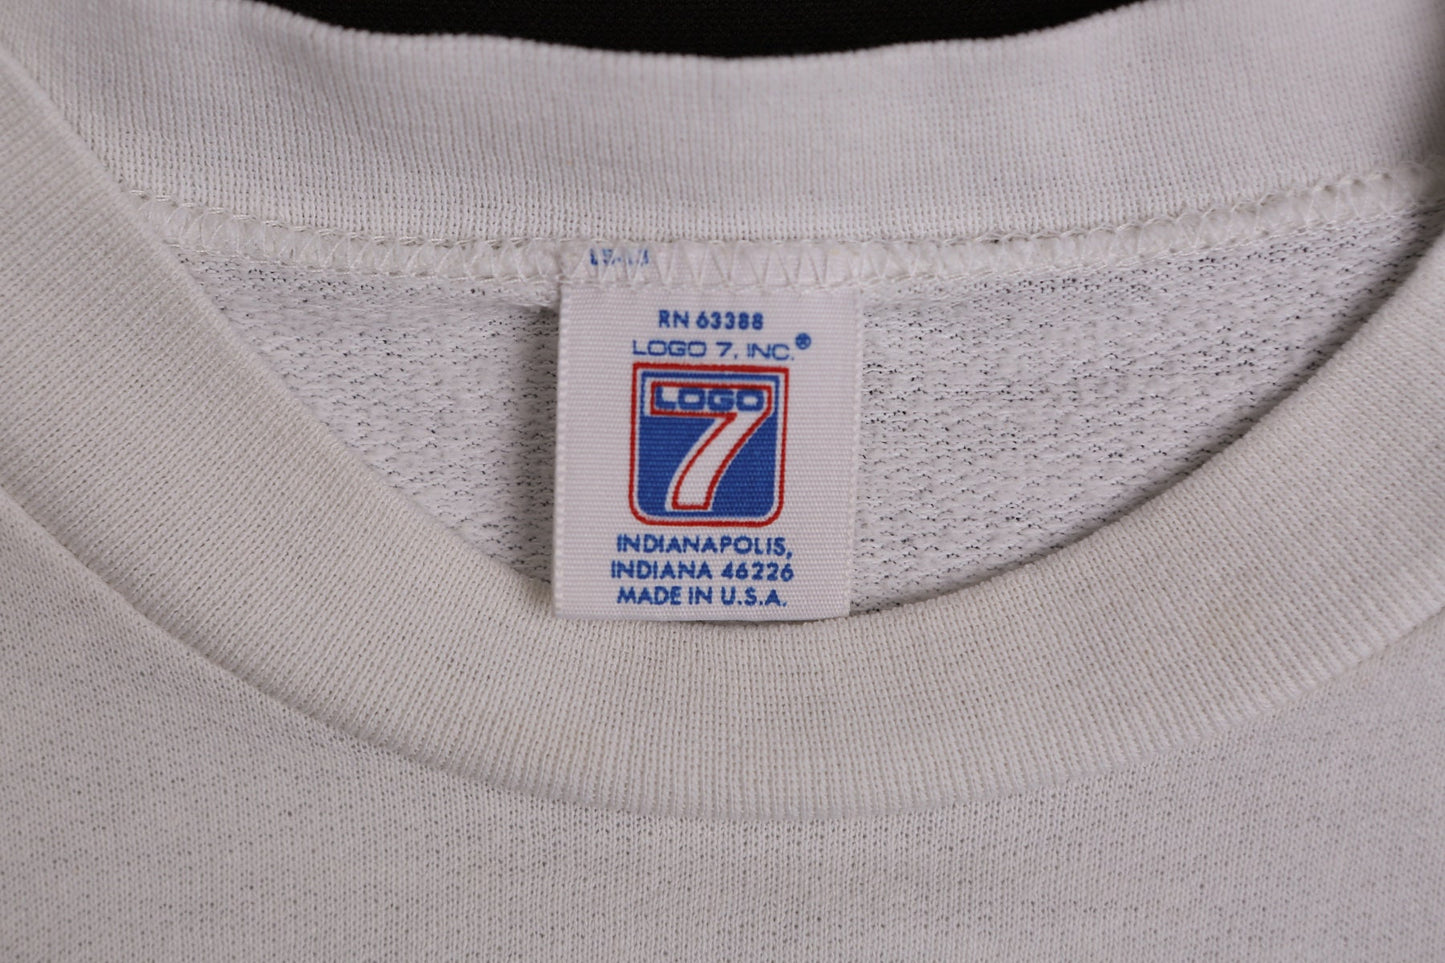 RN 63388
LOGO 7, INC.®
LOGO
7
INDIANAPOLIS,
INDIANA 46226
MADE IN U.S.A.